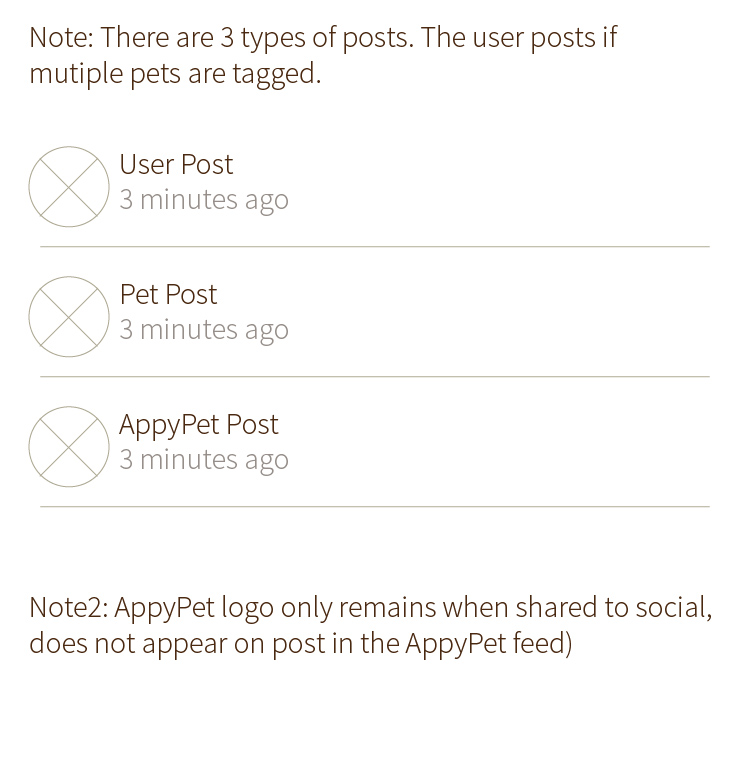 Note: There are 3 types of posts. The user posts if
mutiple pets are tagged.
User Post
3 minutes ago
Pet Post
3 minutes ago
AppyPet Post
3 minutes ago
Note2: AppyPet logo only remains when shared to social,
does not appear on post in the AppyPet feed)